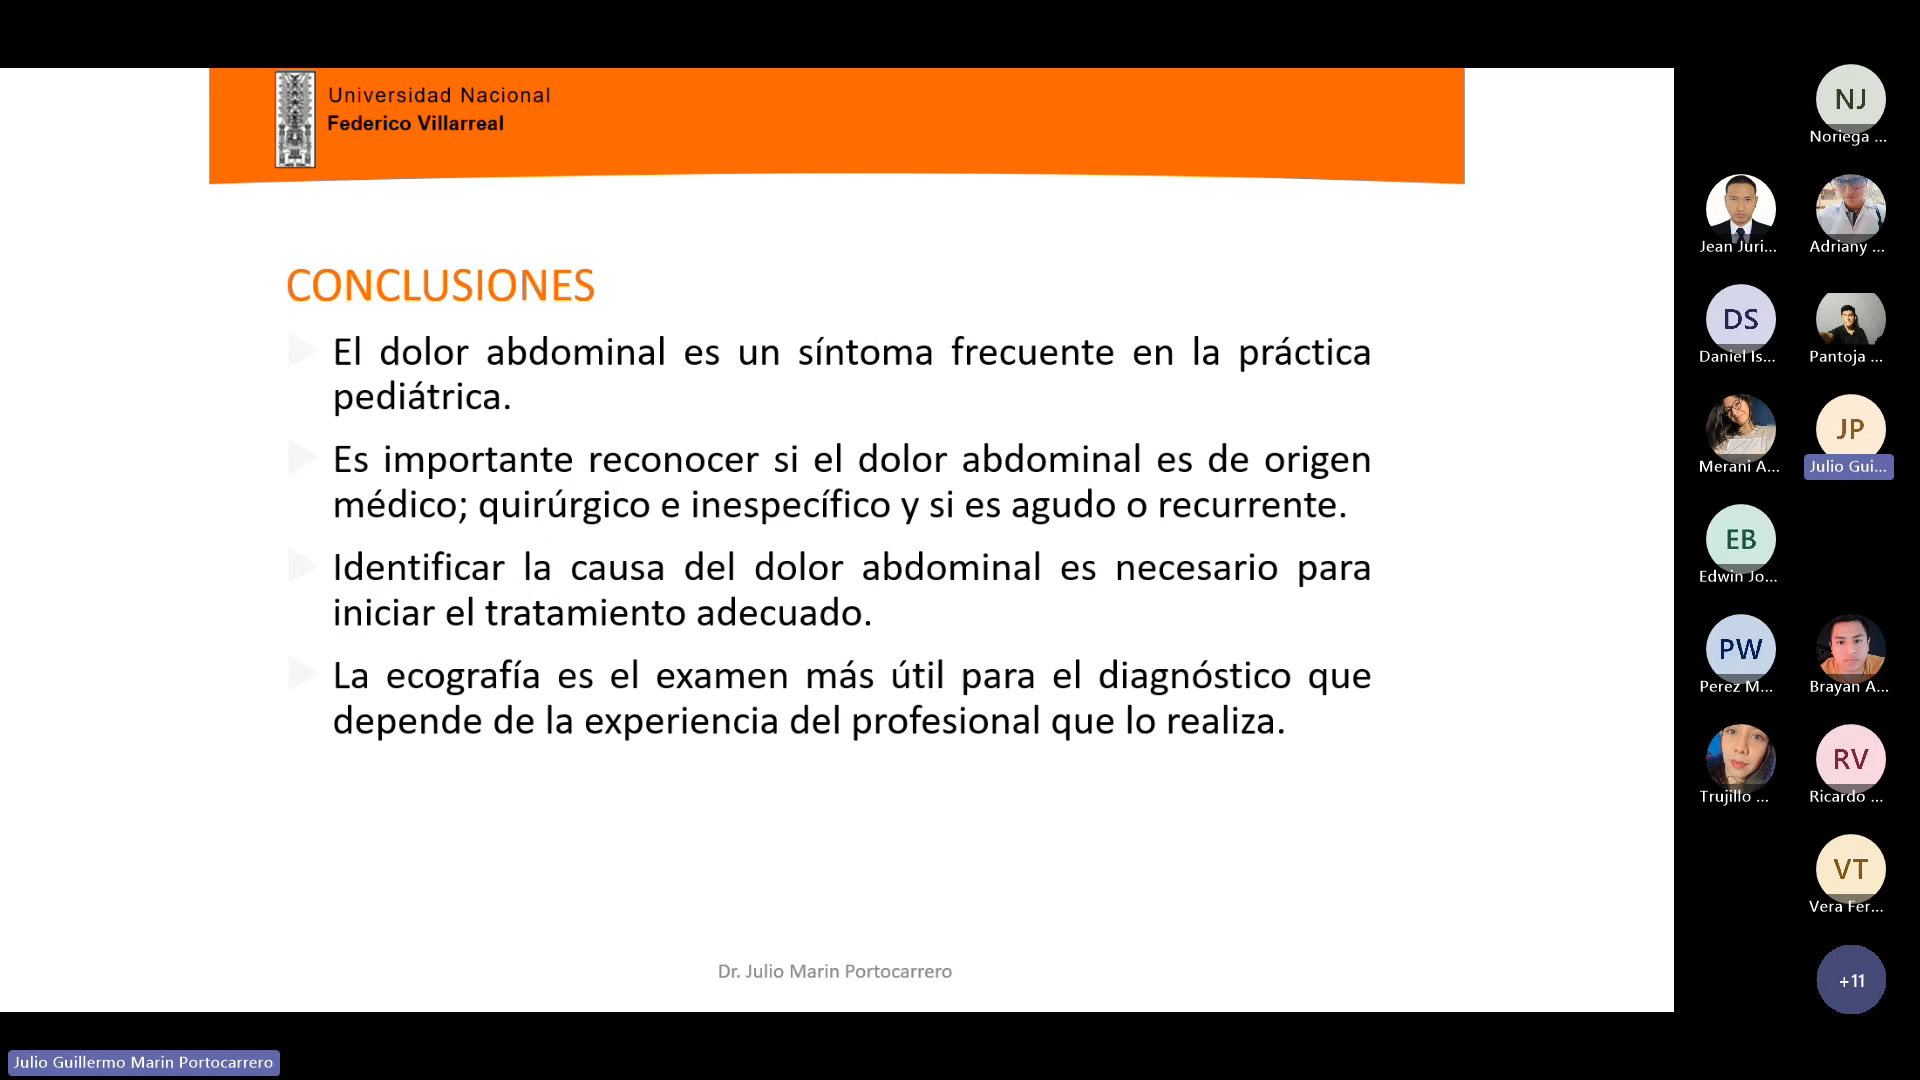 Universidad Nacional
Federico Villarreal
CONCLUSIONES
El dolor abdominal es un síntoma frecuente en la práctica
pediátrica.
Es importante reconocer si el dolor abdominal es de origen
médico; quirúrgico e inespecífico y si es agudo o recurrente.
Identificar la causa del dolor abdominal es necesario para
iniciar el tratamiento adecuado.
La ecografía es el examen más útil para el diagnóstico que
depende de la experiencia del profesional que lo realiza.
Dr. Julio Marin Portocarrero
NJ
Noriega ...
Jean Juri...
Adriany ...
DS
Daniel Is...
Pantoja ...
Merani A...
JP
Julio Gui...
EB
Edwin Jo...
PW
Perez M...
Brayan A...
Trujillo ...
RV
Ricardo ...
VT
Vera Fer...
+11
Julio Guillermo Marin Portocarrero